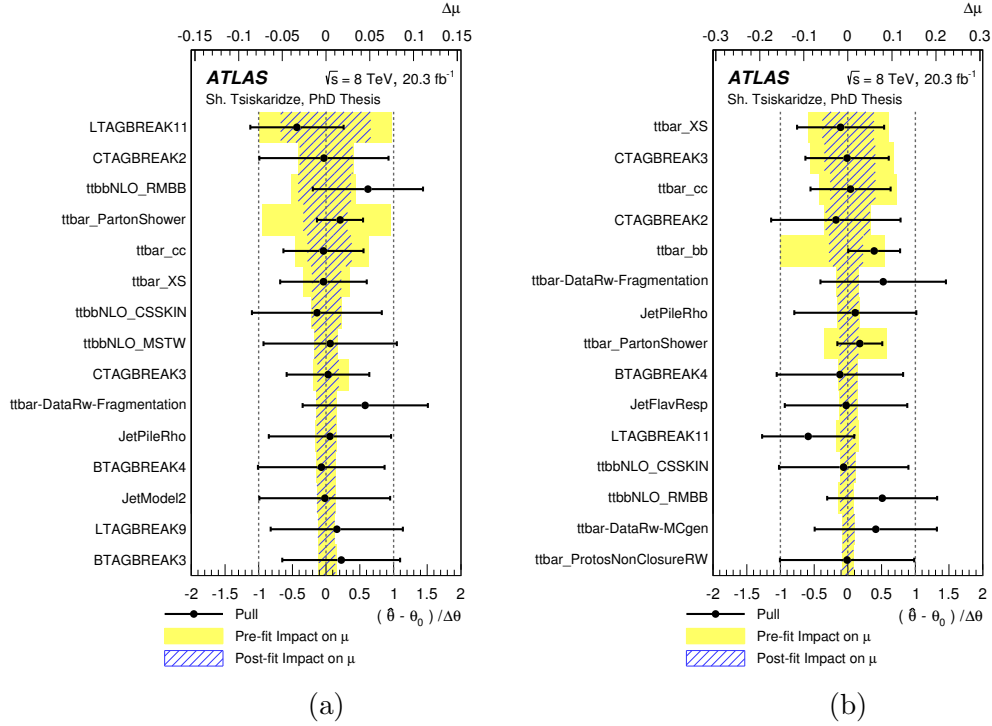 Δμ
-0.15 -0.1 -0.05 0 0.05 0.1 0.15
ATLAS √s = 8 TeV, 20.3 fb⁻¹
Sh. Tsiskaridze, PhD Thesis
LTAGBREAK11
CTAGBREAK2
ttbbNLO_RMBB
ttbar_PartonShower
ttbar_cc
ttbar_XS
ttbbNLO_CSSKIN
ttbbNLO_MSTW
CTAGBREAK3
ttbar-DataRw-Fragmentation
JetPileRho
BTAGBREAK4
JetModel2
LTAGBREAK9
BTAGBREAK3
-2 -1.5 -1 -0.5 0 0.5 1 1.5 2
Pull ( θ̂ - θ₀ ) /Δθ
Pre-fit Impact on μ
Post-fit Impact on μ
(a)
Δμ
-0.3 -0.2 -0.1 0 0.1 0.2 0.3
ATLAS √s = 8 TeV, 20.3 fb⁻¹
Sh. Tsiskaridze, PhD Thesis
ttbar_XS
CTAGBREAK3
ttbar_cc
CTAGBREAK2
ttbar_bb
ttbar-DataRw-Fragmentation
JetPileRho
ttbar_PartonShower
BTAGBREAK4
JetFlavResp
LTAGBREAK11
ttbbNLO_CSSKIN
ttbbNLO_RMBB
ttbar-DataRw-MCgen
ttbar_ProtosNonClosureRW
-2 -1.5 -1 -0.5 0 0.5 1 1.5 2
Pull ( θ̂ - θ₀ ) /Δθ
Pre-fit Impact on μ
Post-fit Impact on μ
(b)